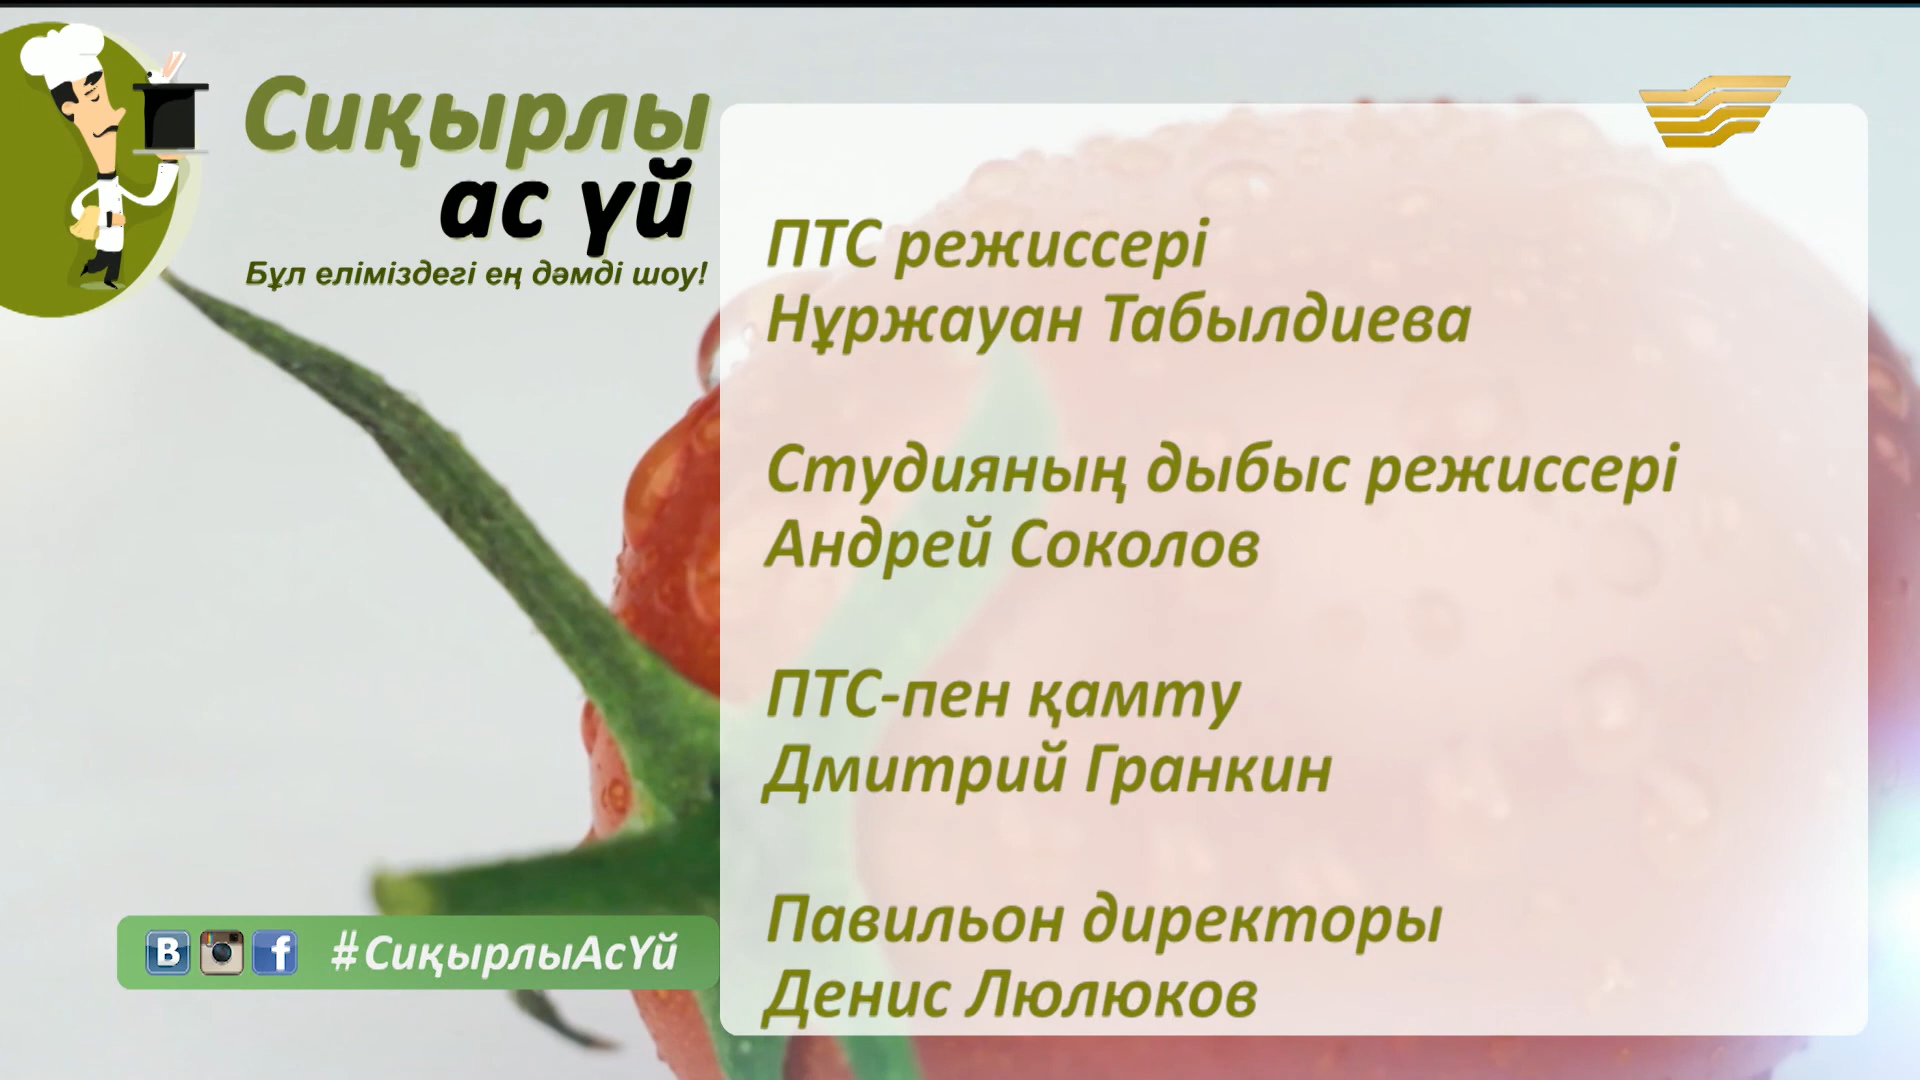 Сиқырлы
ас үй
Бұл еліміздегі ең дәмді шоу!
ПТС режиссері
Нұржауан Табылдиева
Студияның дыбыс режиссері
Андрей Соколов
ПТС-пен қамту
Дмитрий Гранкин
Павильон директоры
Денис Люлюков
B f #СиқырлыАсҮй